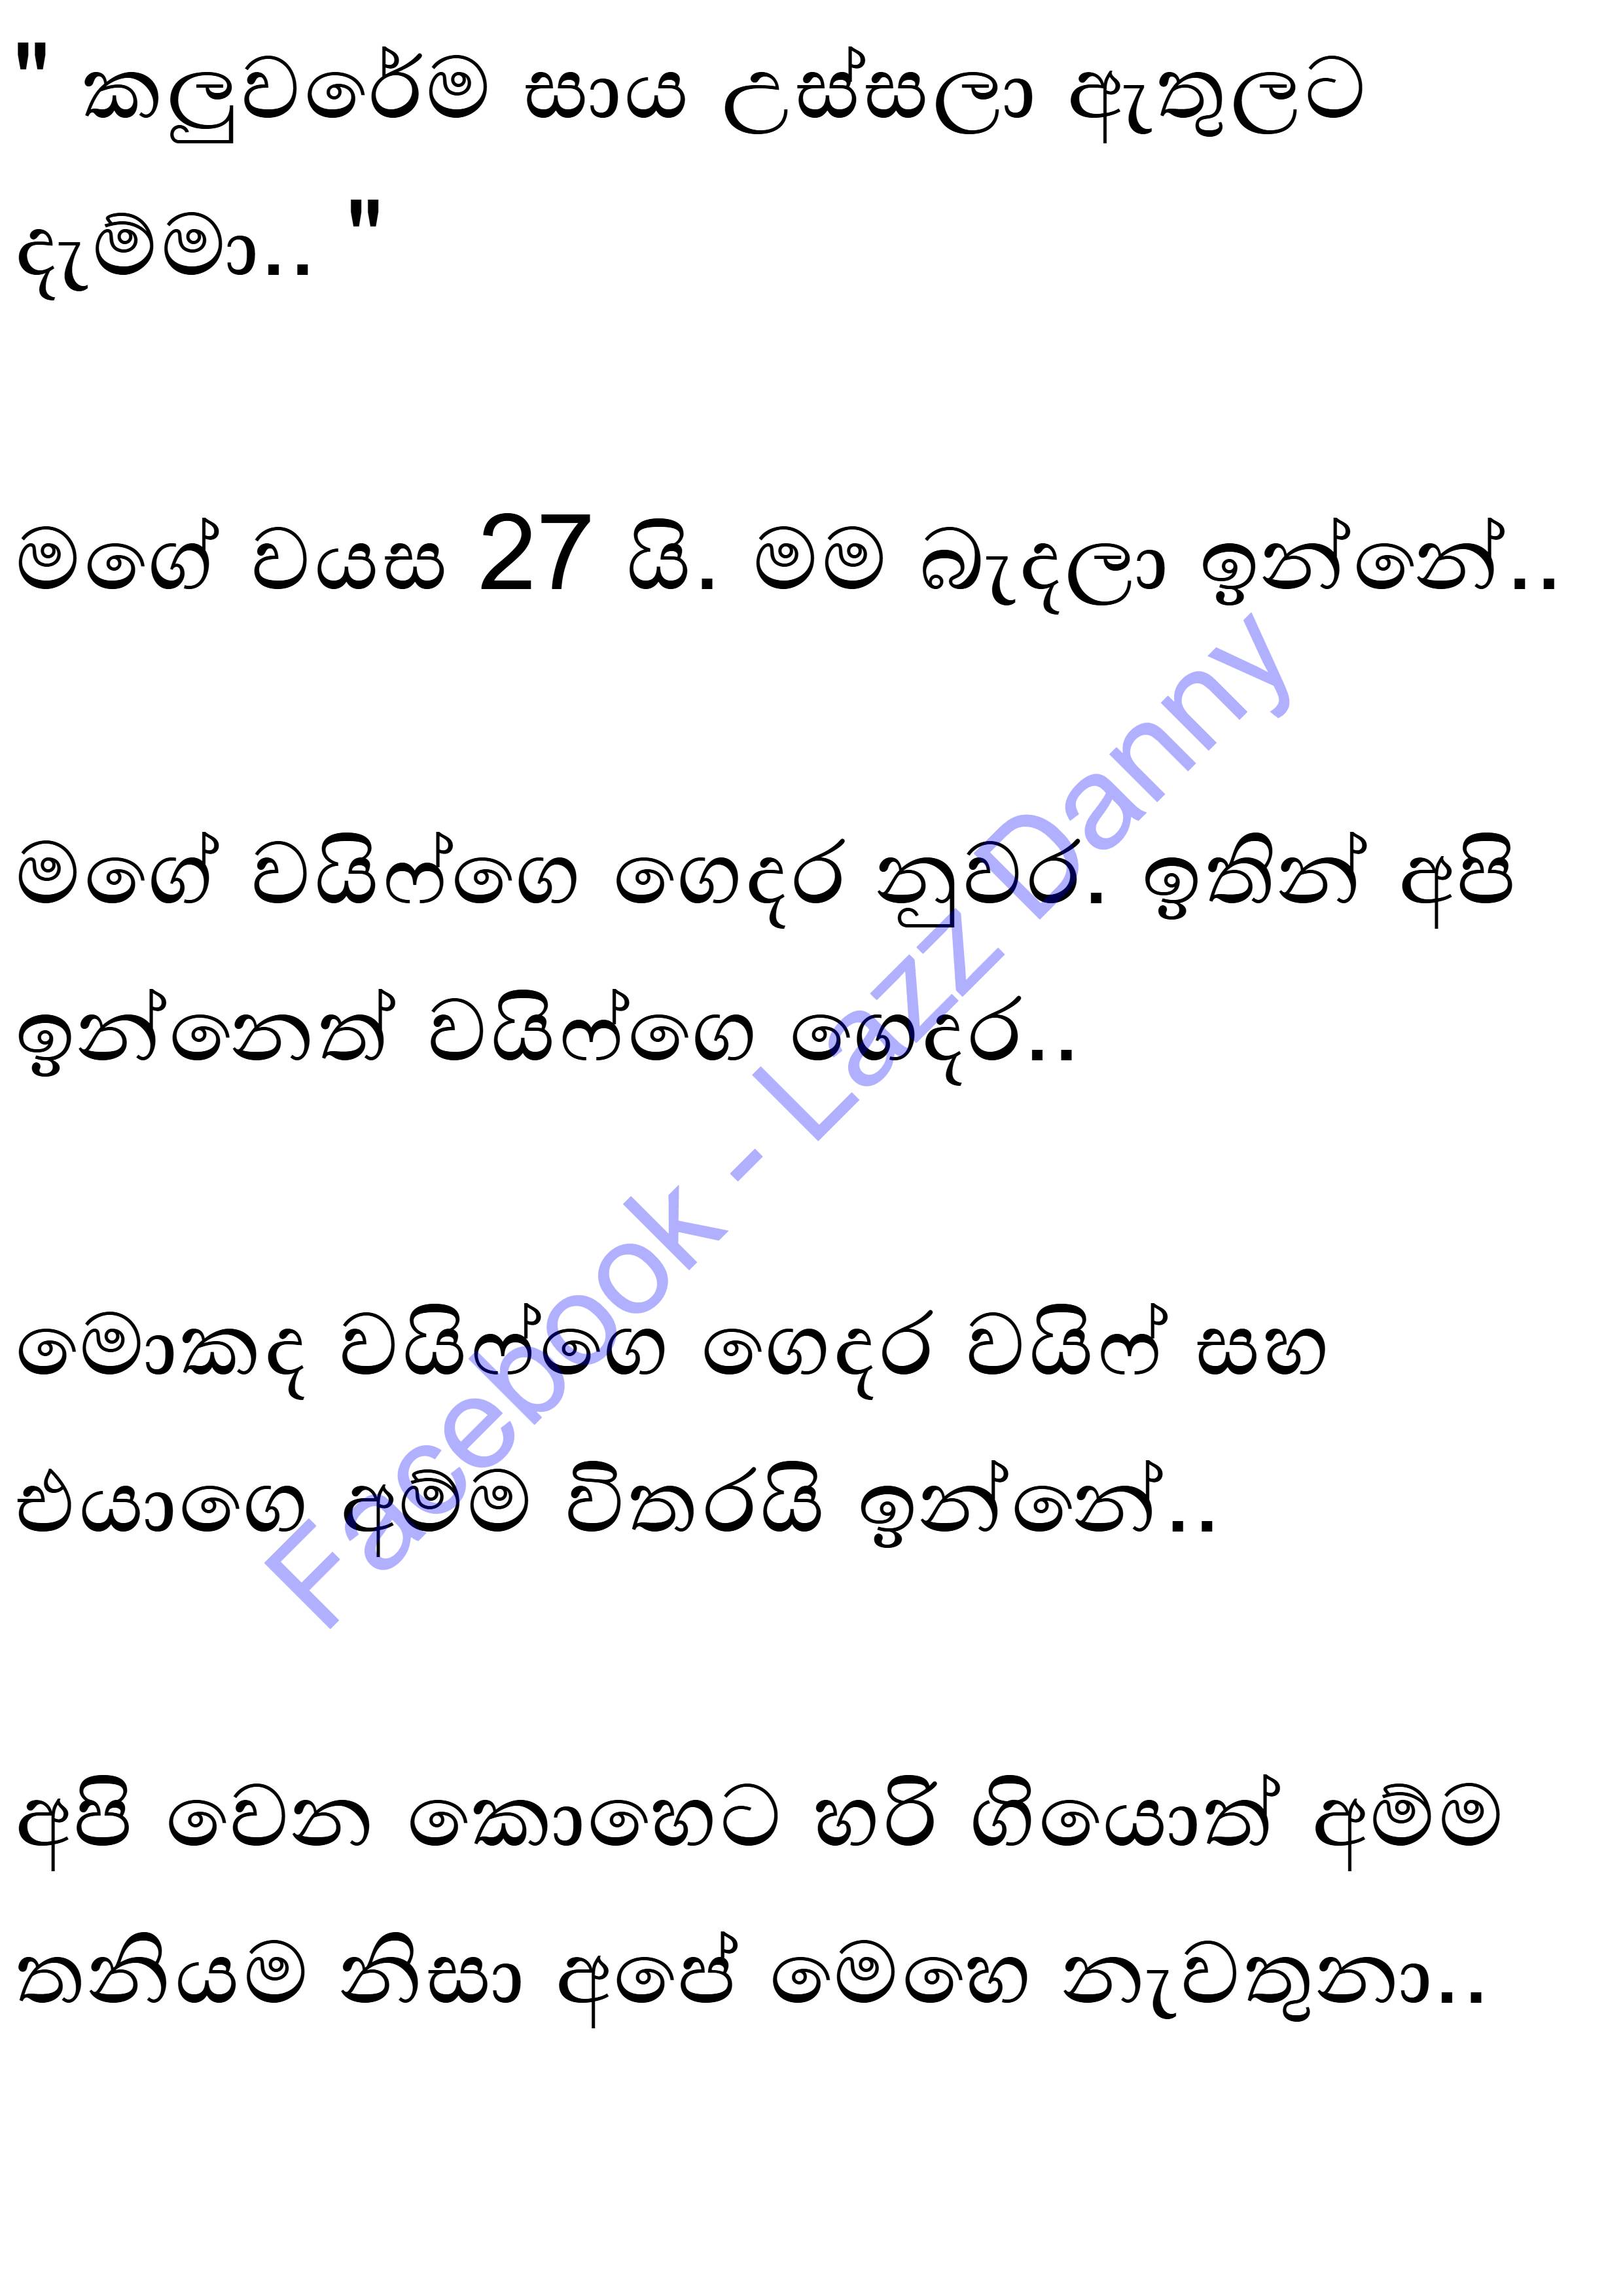 " කලුවරේම සාය උස්සලා ඇතුලට
දැම්මා.. "
මගේ වයස 27 යි. මම බැදලා ඉන්නේ..
මගේ වයිෆ්ගෙ ගෙදර නුවර. ඉතින් අපි
ඉන්නෙත් වයිෆ්ගෙ ගෙදර..
මොකද වයිෆ්ගෙ ගෙදර වයිෆ් සහ
එයාගෙ අම්ම විතරයි ඉන්නේ..
අපි වෙන කොහෙට හරි ගියොත් අම්ම
තනියම නිසා අපේ මෙහෙ නැවතුනා..
Facebook - Lazz Danny